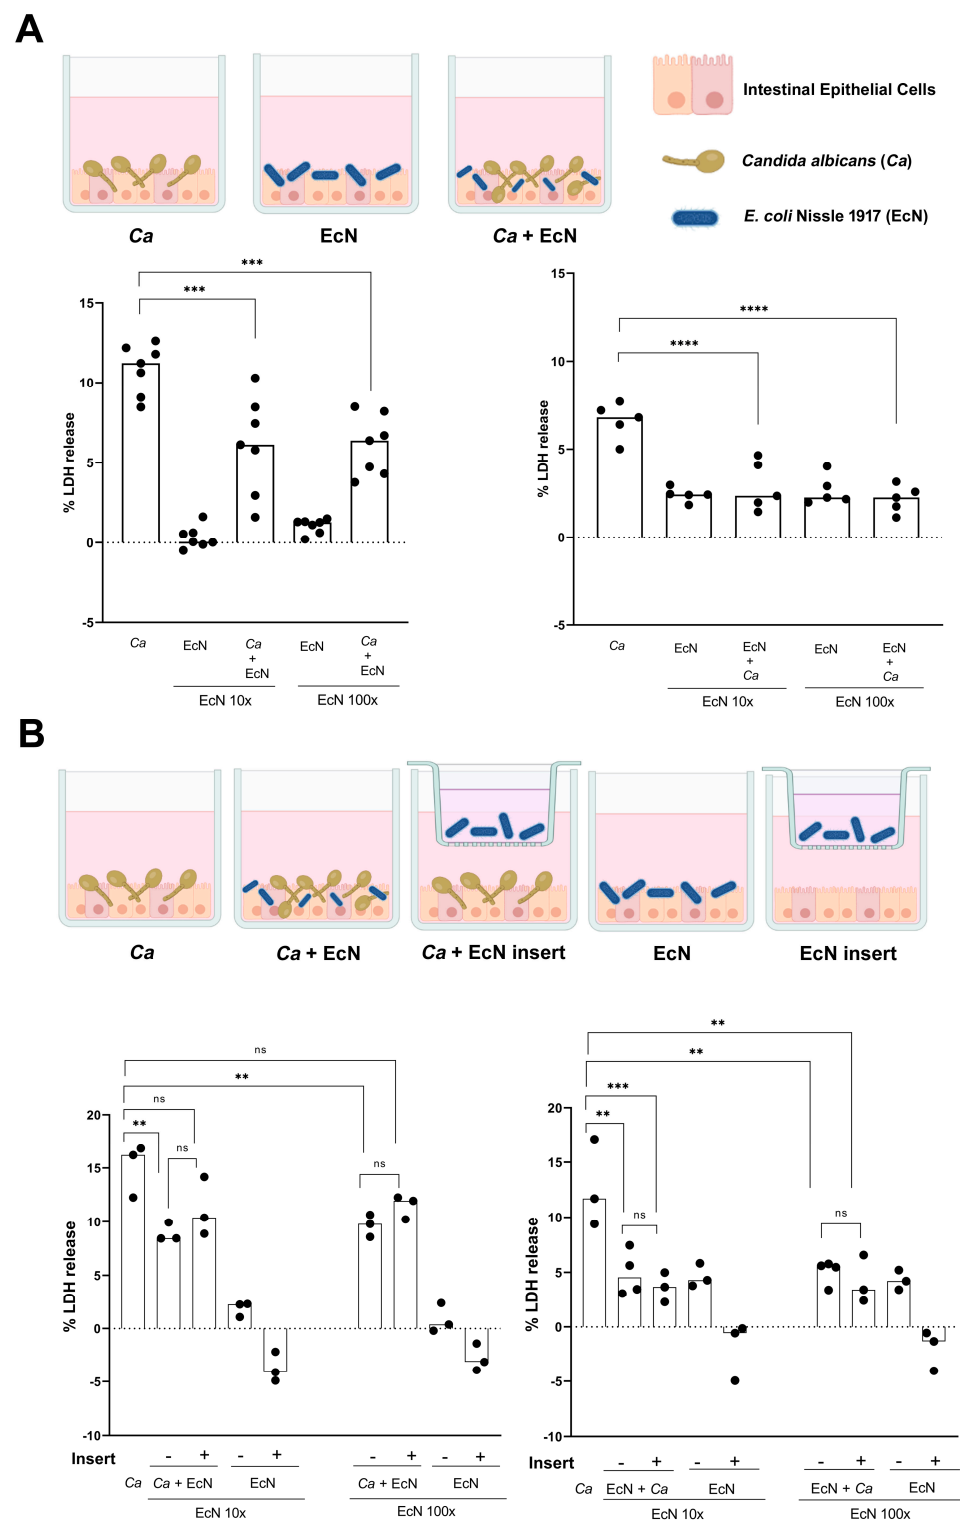 A
Intestinal Epithelial Cells
Candida albicans (Ca)
E. coli Nissle 1917 (EcN)
Ca
EcN
Ca + EcN
***
***
15
10
5
0
-5
% LDH release
Ca
EcN
Ca
+
EcN
EcN
Ca
+
EcN
EcN 10x
EcN 100x
****
****
15
10
5
0
-5
% LDH release
Ca
EcN
EcN
+
Ca
EcN
EcN
+
Ca
EcN 10x
EcN 100x
B
Ca
Ca + EcN
Ca + EcN insert
EcN
EcN insert
ns
**
ns
**
ns
ns
20
15
10
5
0
-5
-10
% LDH release
Insert
- + - + - + - +
Ca Ca + EcN EcN Ca + EcN EcN
EcN 10x EcN 100x
**
**
***
**
ns
ns
20
15
10
5
0
-5
-10
% LDH release
Insert
- + - + - + - +
Ca EcN + Ca EcN EcN + Ca EcN
EcN 10x EcN 100x